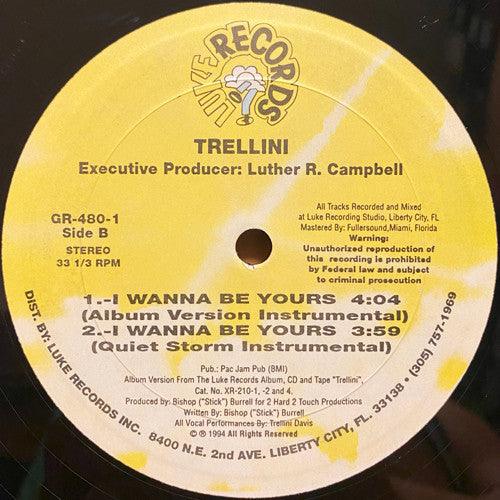 LUKE RECORDS
TRELLINI
Executive Producer: Luther R. Campbell
GR-480-1
Side B
STEREO
33 1/3 RPM
All Tracks Recorded and Mixed
at Luke Recording Studio, Liberty City, FL
Mastered By: Fullersound,Miami, Florida
Warning:
Unauthorized reproduction of
this recording is prohibited
by Federal law and subject
to criminal prosecution
1.-I WANNA BE YOURS 4:04
(Album Version Instrumental)
2.-I WANNA BE YOURS 3:59
(Quiet Storm Instrumental)
Pub.: Pac Jam Pub (BMI)
Album Version From The Luke Records Album, CD and Tape "Trellini",
Cat. No. XR-210-1, -2 and 4.
Produced by: Bishop ("Stick") Burrell for 2 Hard 2 Touch Productions
Written By: Bishop ("Stick") Burrell
All Vocal Performances By: Trellini Davis
© ℗ 1994 All Rights Reserved
DIST. BY: LUKE RECORDS INC. 8400 N.E. 2nd AVE. LIBERTY CITY, FL. 33138 • (305) 757-1969